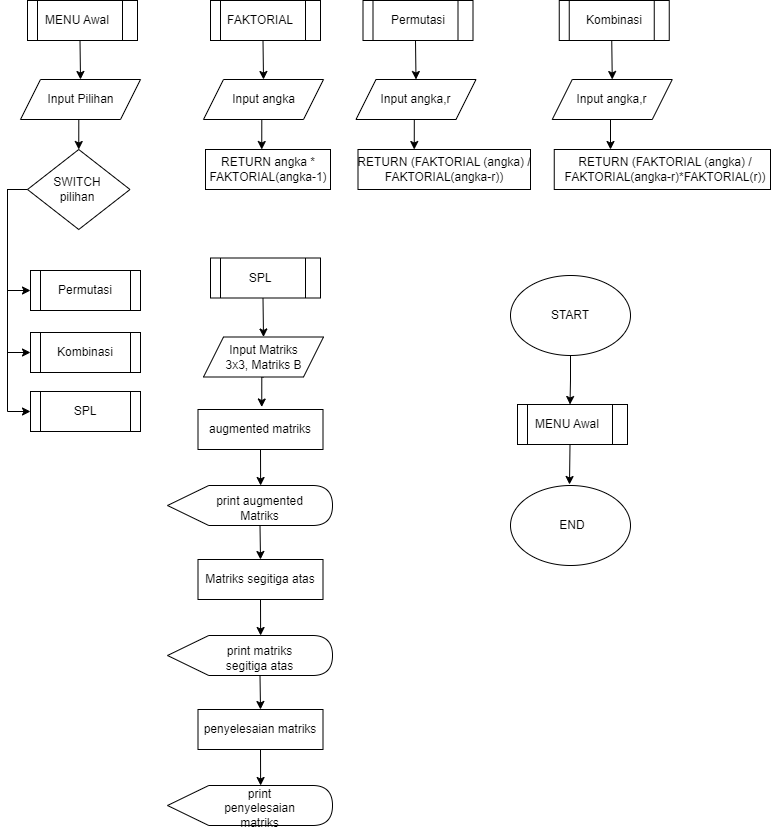 MENU Awal
Input Pilihan
SWITCH
pilihan
Permutasi
Kombinasi
SPL
FAKTORIAL
Input angka
RETURN angka *
FAKTORIAL(angka-1)
Permutasi
Input angka,r
RETURN (FAKTORIAL (angka) /
FAKTORIAL(angka-r))
Kombinasi
Input angka,r
RETURN (FAKTORIAL (angka) /
FAKTORIAL(angka-r)*FAKTORIAL(r))
SPL
Input Matriks
3x3, Matriks B
augmented matriks
print augmented
Matriks
Matriks segitiga atas
print matriks
segitiga atas
penyelesaian matriks
print
penyelesaian
matriks
START
MENU Awal
END